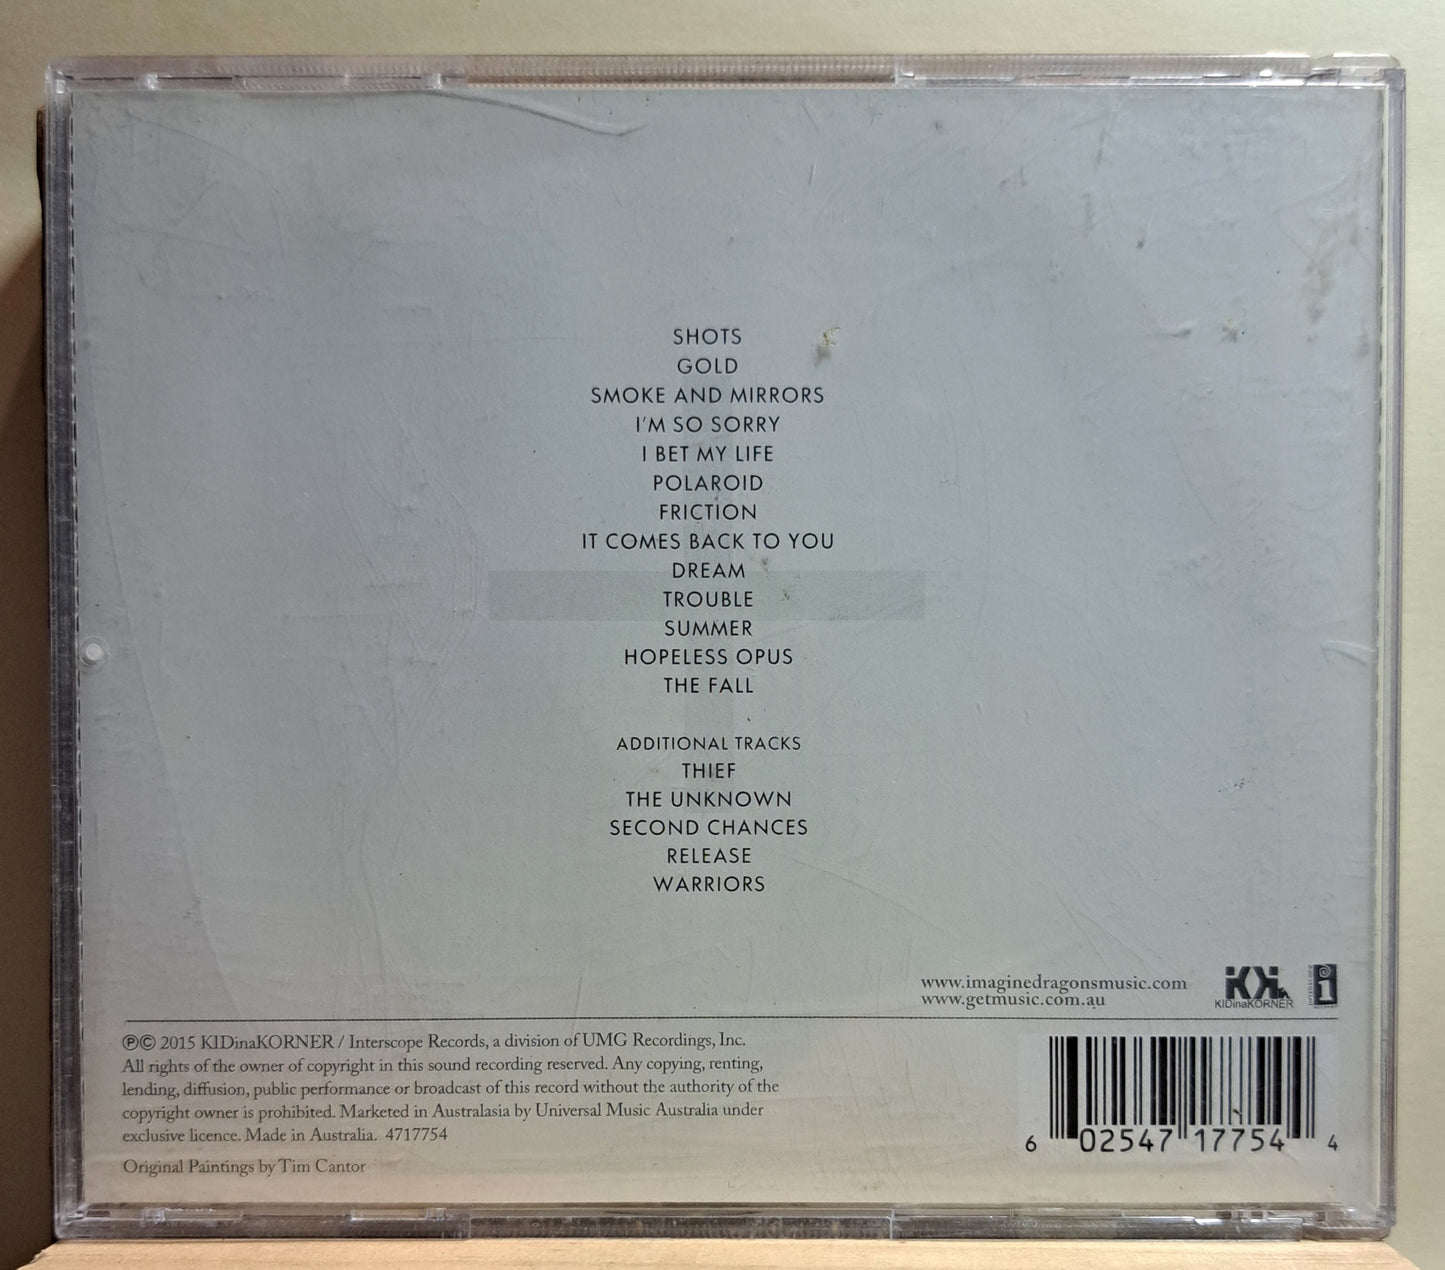 SHOTS
GOLD
SMOKE AND MIRRORS
I'M SO SORRY
I BET MY LIFE
POLAROID
FRICTION
IT COMES BACK TO YOU
DREAM
TROUBLE
SUMMER
HOPELESS OPUS
THE FALL
ADDITIONAL TRACKS
THIEF
THE UNKNOWN
SECOND CHANCES
RELEASE
WARRIORS
www.imaginedragonsmusic.com
www.getmusic.com.au
KIDinaKORNER
INTERSCOPE
℗© 2015 KIDinaKORNER / Interscope Records, a division of UMG Recordings, Inc.
All rights of the owner of copyright in this sound recording reserved. Any copying, renting,
lending, diffusion, public performance or broadcast of this record without the authority of the
copyright owner is prohibited. Marketed in Australasia by Universal Music Australia under
exclusive licence. Made in Australia. 4717754
Original Paintings by Tim Cantor
6 02547 17754 4